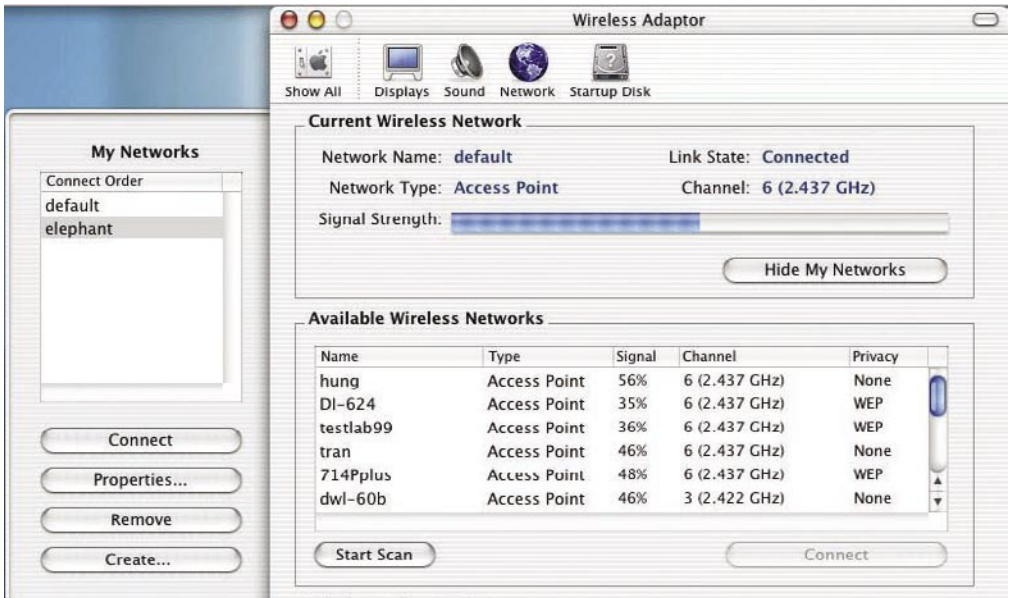 Wireless Adaptor
Show All Displays Sound Network Startup Disk
My Networks
Connect Order
default
elephant
Connect
Properties...
Remove
Create...
Current Wireless Network
Network Name: default Link State: Connected
Network Type: Access Point Channel: 6 (2.437 GHz)
Signal Strength:
Hide My Networks
Available Wireless Networks
Name Type Signal Channel Privacy
hung Access Point 56% 6 (2.437 GHz) None
DI-624 Access Point 35% 6 (2.437 GHz) WEP
testlab99 Access Point 36% 6 (2.437 GHz) WEP
tran Access Point 46% 6 (2.437 GHz) None
714Pplus Access Point 48% 6 (2.437 GHz) WEP
dwl-60b Access Point 46% 3 (2.422 GHz) None
Start Scan Connect